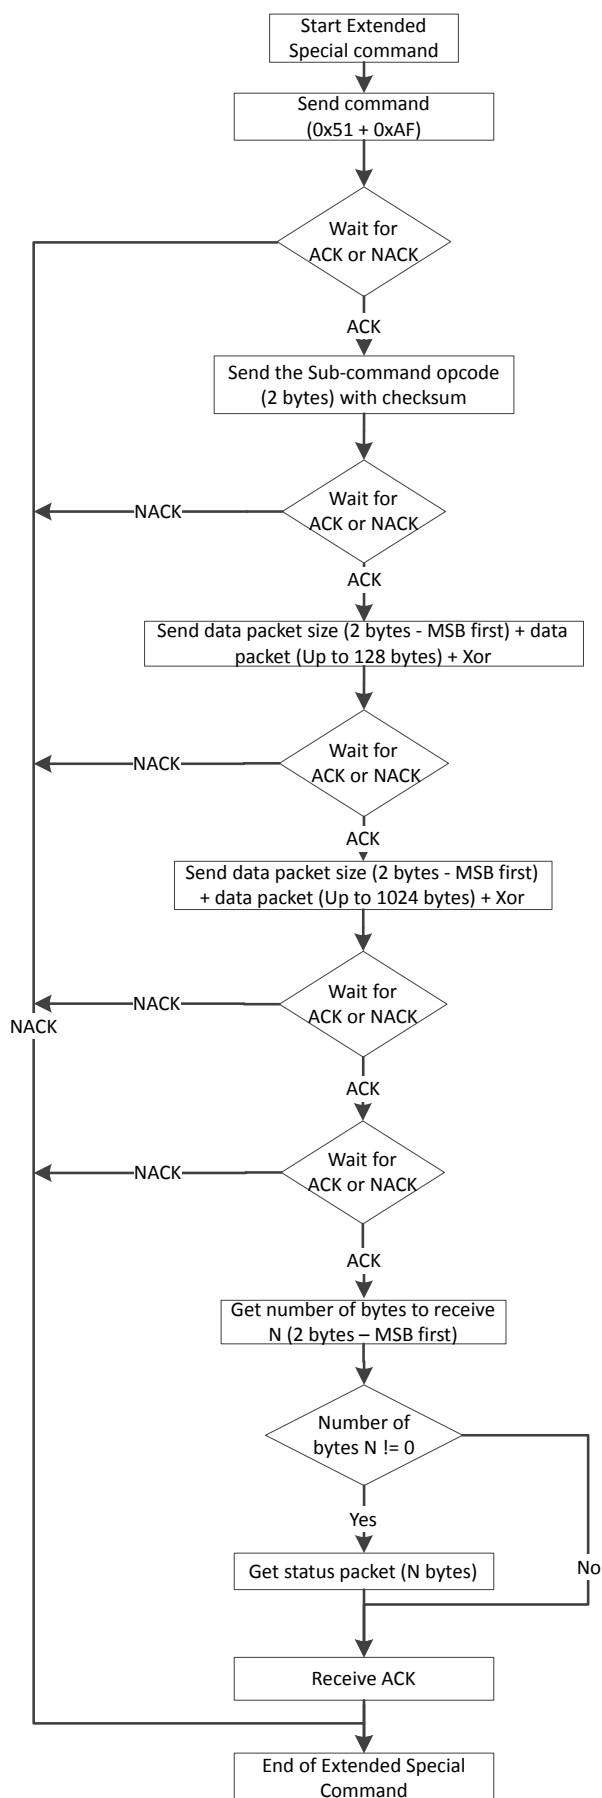 Start Extended
Special command
Send command
(0x51 + 0xAF)
Wait for
ACK or NACK
ACK
Send the Sub-command opcode
(2 bytes) with checksum
Wait for
ACK or NACK
NACK
ACK
Send data packet size (2 bytes - MSB first) + data
packet (Up to 128 bytes) + Xor
Wait for
ACK or NACK
NACK
ACK
Send data packet size (2 bytes - MSB first)
+ data packet (Up to 1024 bytes) + Xor
Wait for
ACK or NACK
NACK
NACK
ACK
Wait for
ACK or NACK
NACK
ACK
Get number of bytes to receive
N (2 bytes – MSB first)
Number of
bytes N != 0
Yes
No
Get status packet (N bytes)
Receive ACK
End of Extended Special
Command